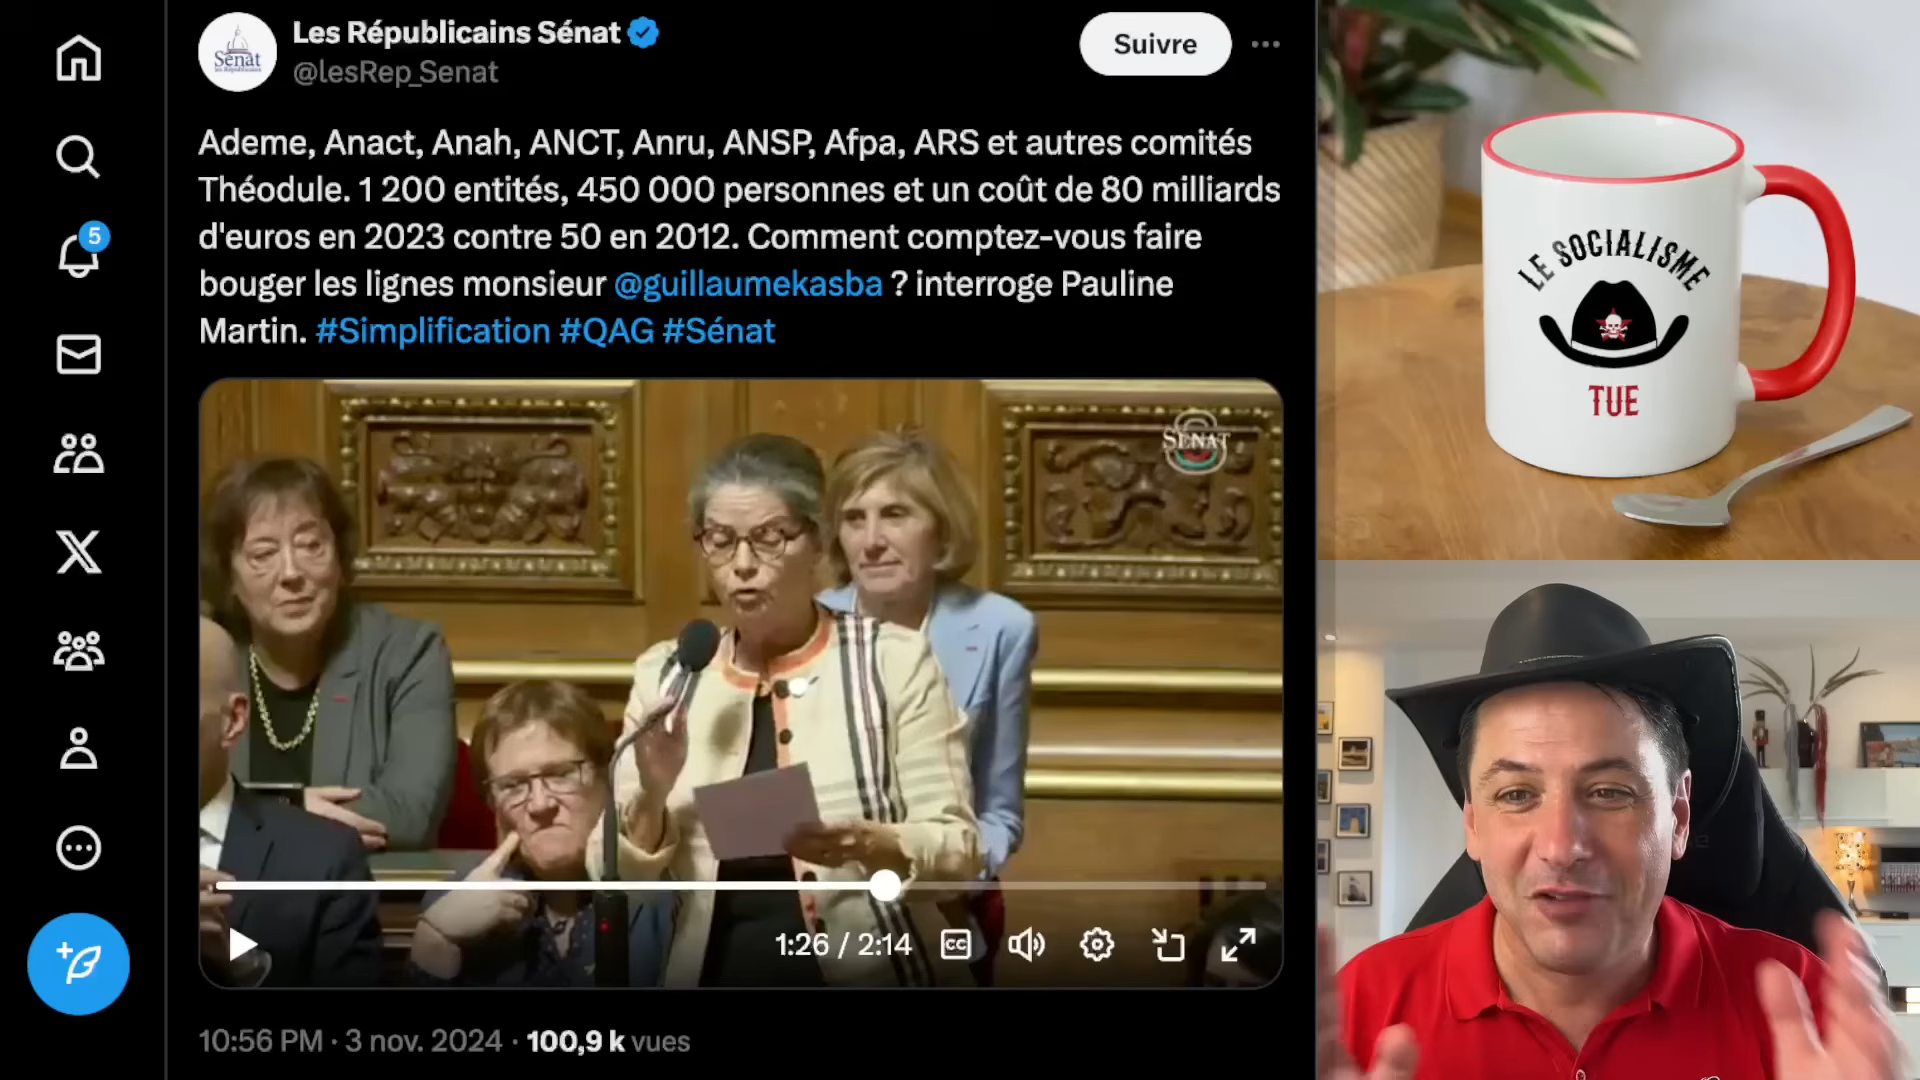 Les Républicains Sénat
@lesRep_Senat
Suivre
Sénat
5
Ademe, Anact, Anah, ANCT, Anru, ANSP, Afpa, ARS et autres comités
Théodule. 1 200 entités, 450 000 personnes et un coût de 80 milliards
d'euros en 2023 contre 50 en 2012. Comment comptez-vous faire
bouger les lignes monsieur @guillaumekasba ? interroge Pauline
Martin. #Simplification #QAG #Sénat
SÉNAT
1:26 / 2:14
CC
10:56 PM · 3 nov. 2024 · 100,9 k vues
LE SOCIALISME
TUE